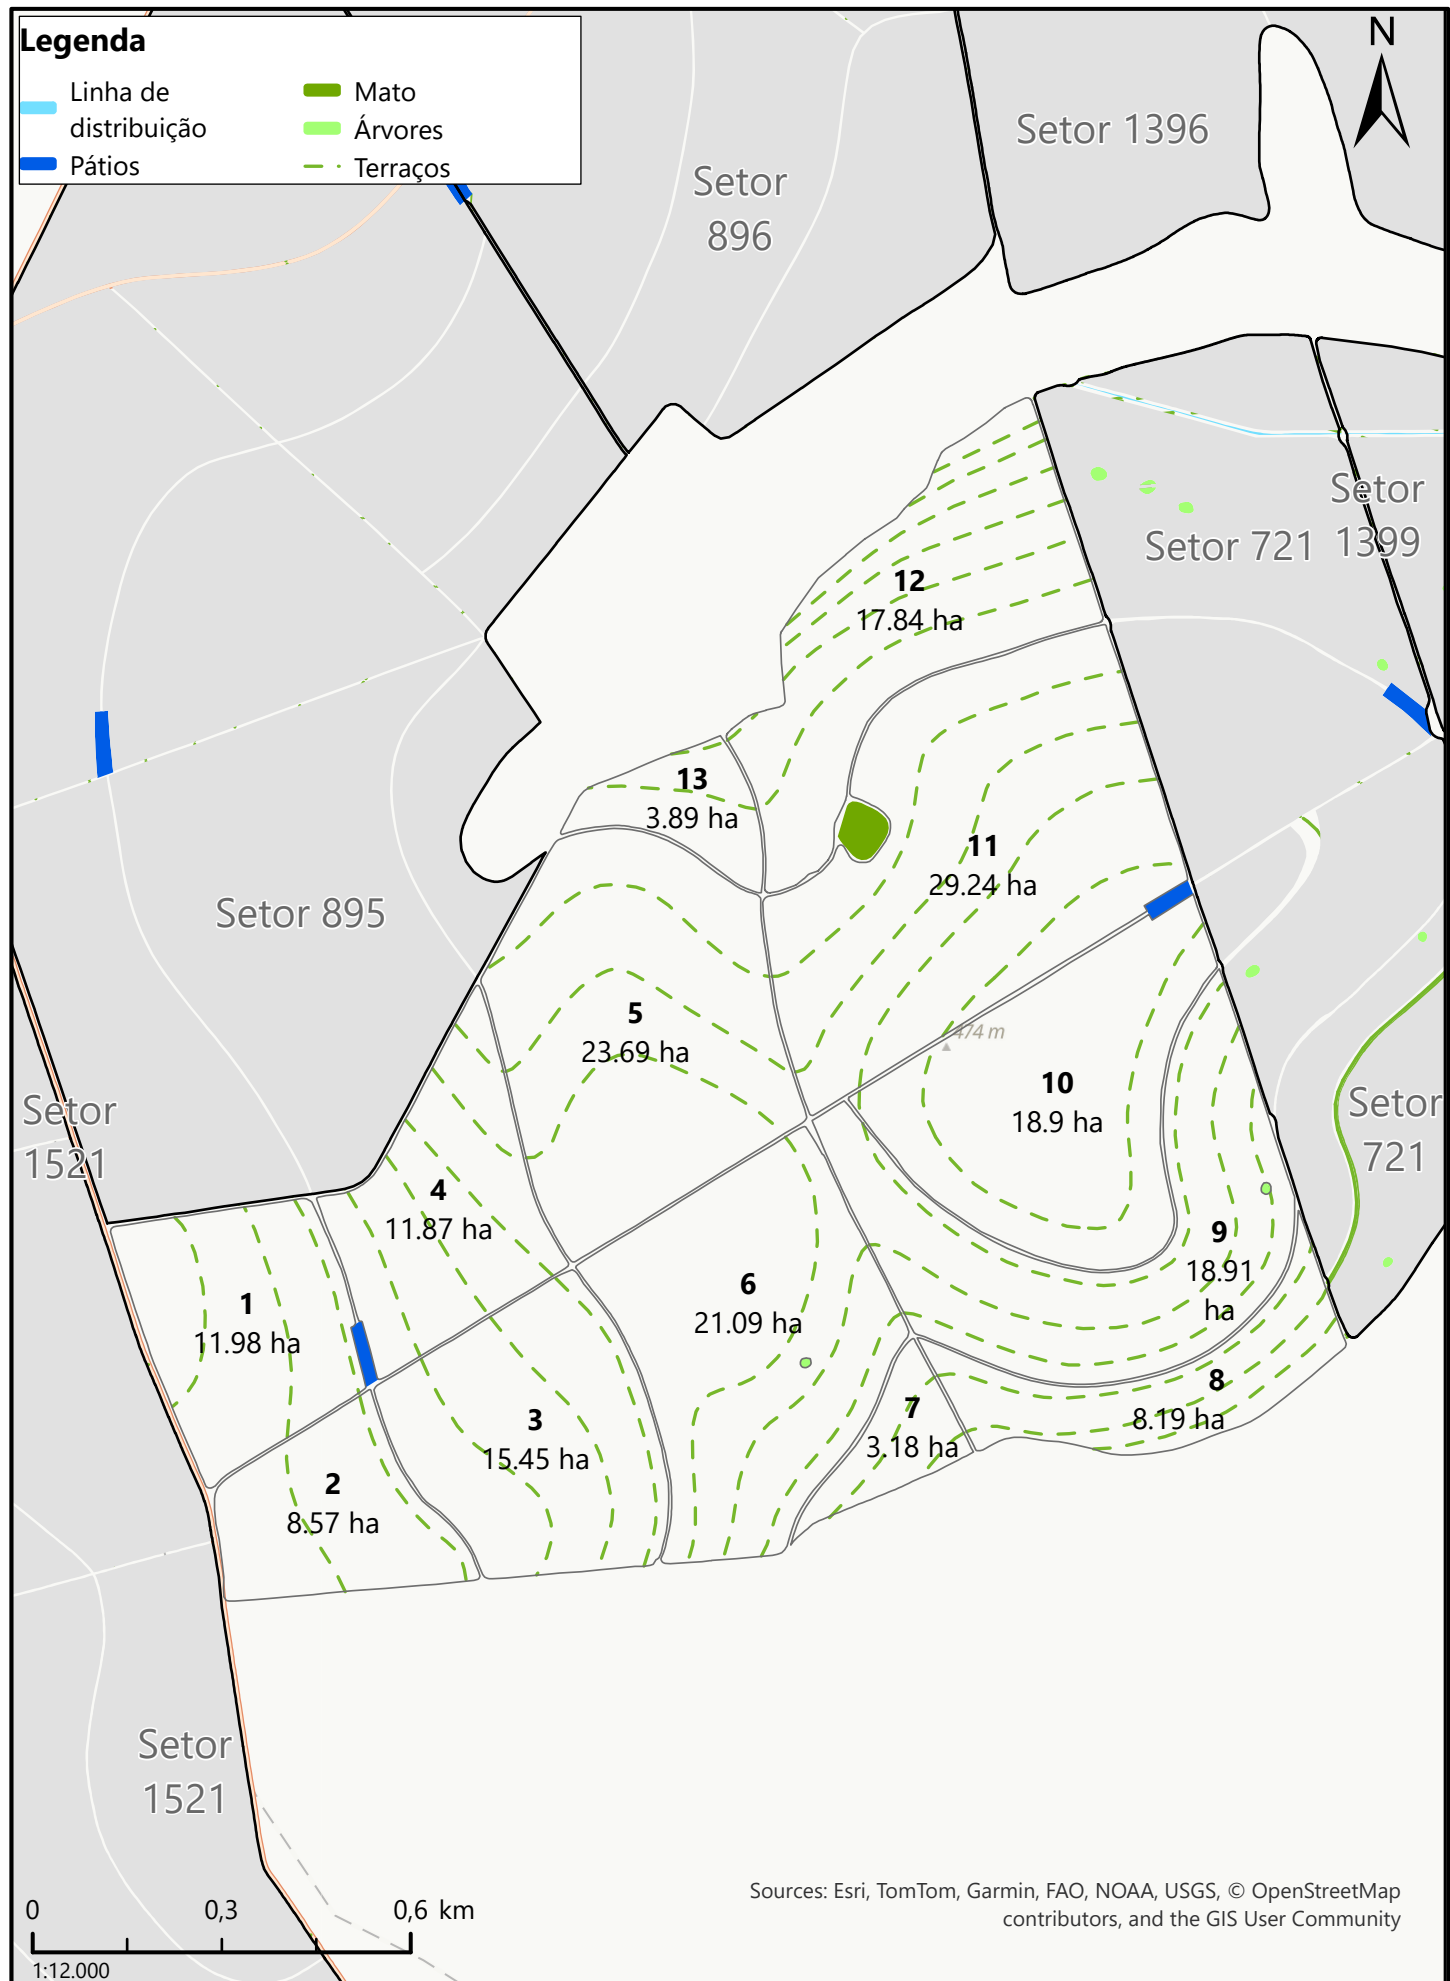 Legenda
Linha de
distribuição
Pátios
Mato
Árvores
Terraços
N
Setor 1396
Setor
896
Setor
1399
Setor 721
12
17.84 ha
13
3.89 ha
11
29.24 ha
Setor 895
5
23.69 ha
474 m
10
18.9 ha
Setor
1521
Setor
721
4
11.87 ha
9
18.91
ha
1
11.98 ha
6
21.09 ha
8
8.19 ha
7
3.18 ha
3
15.45 ha
2
8.57 ha
Setor
1521
Sources: Esri, TomTom, Garmin, FAO, NOAA, USGS, © OpenStreetMap
contributors, and the GIS User Community
0 0,3 0,6 km
1:12.000